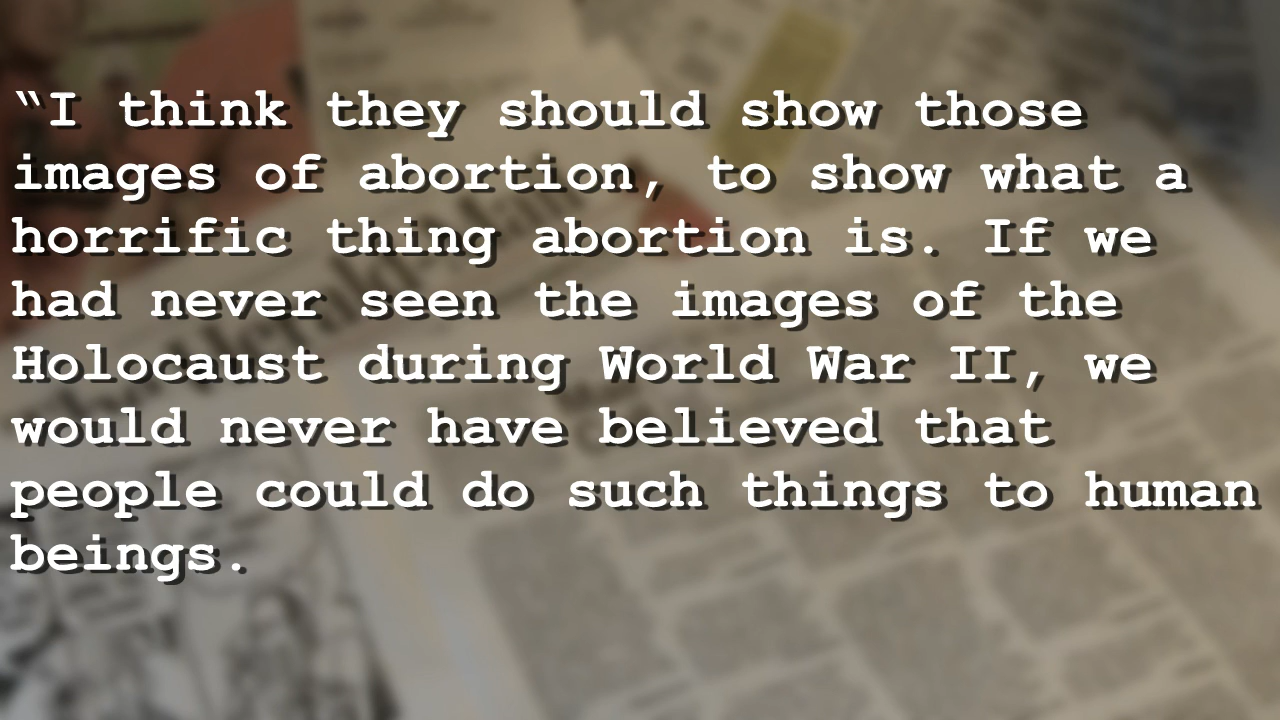 “I think they should show those
images of abortion, to show what a
horrific thing abortion is. If we
had never seen the images of the
Holocaust during World War II, we
would never have believed that
people could do such things to human
beings.